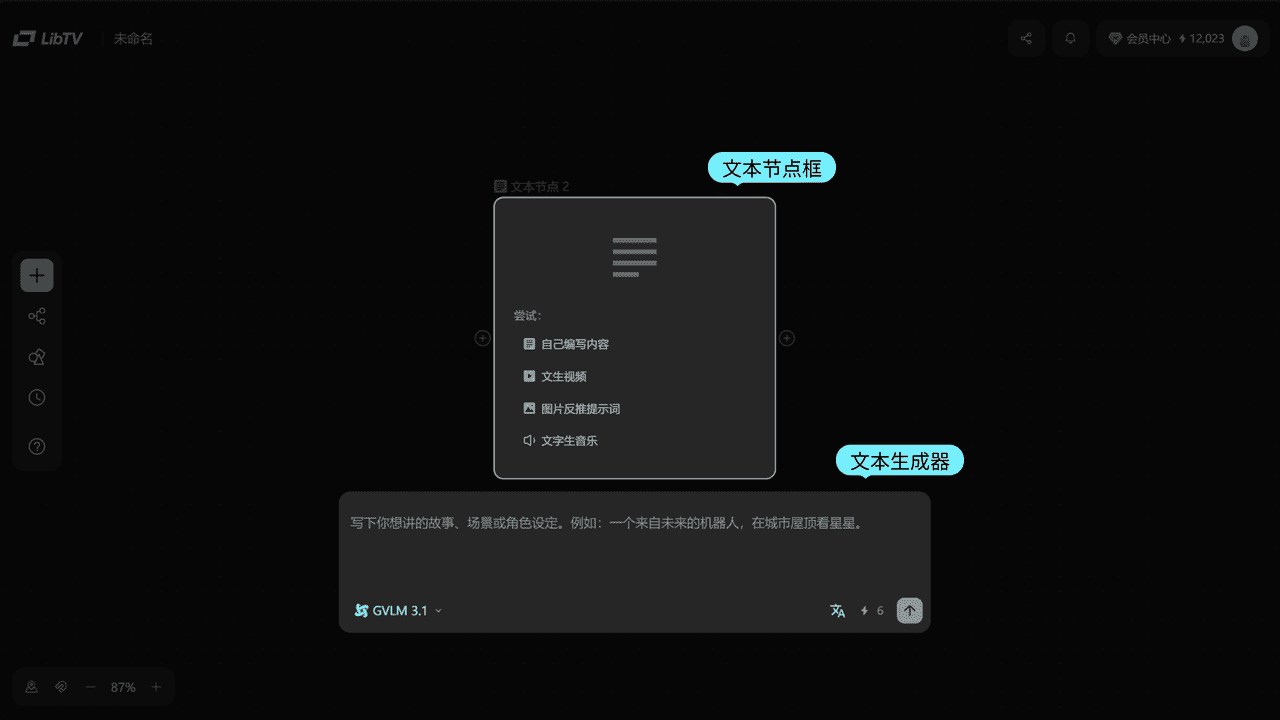 LibTV
未命名
会员中心
12,023
文本节点框
文本节点 2
尝试:
自己编写内容
文生视频
图片反推提示词
文字生音乐
文本生成器
写下你想讲的故事、场景或角色设定。例如：一个来自未来的机器人，在城市屋顶看星星。
GVLM 3.1
6
87%